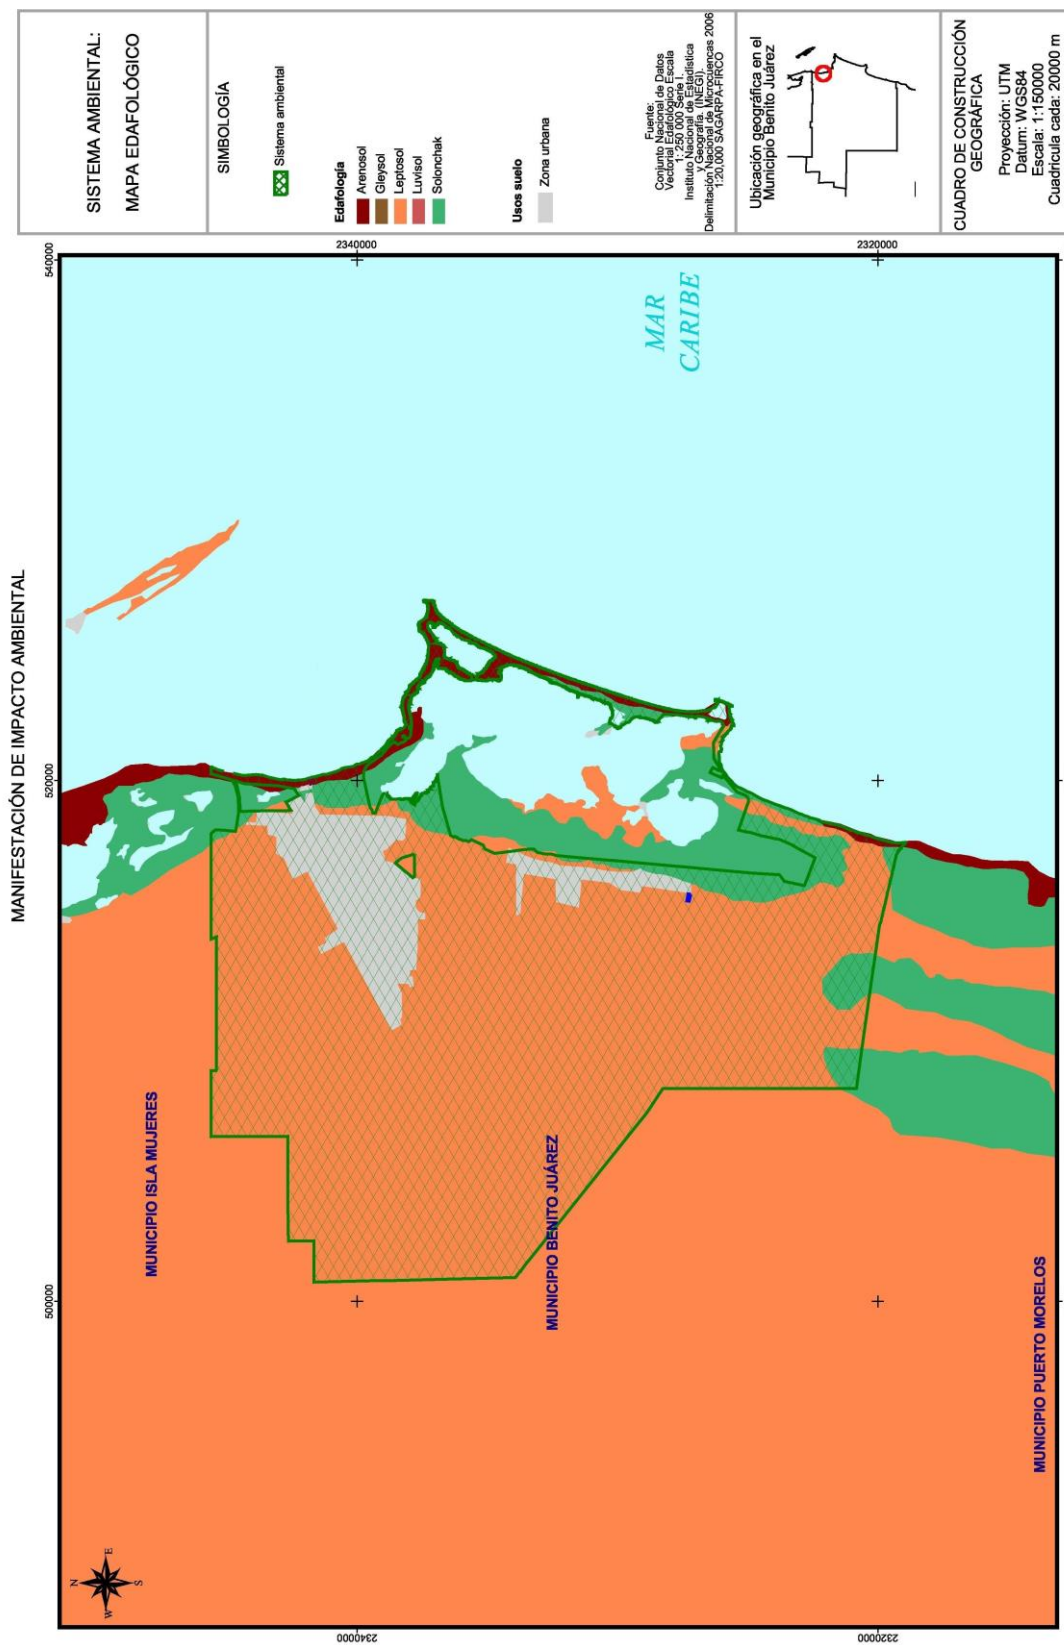 MANIFESTACIÓN DE IMPACTO AMBIENTAL
500000
520000
540000
2340000
2340000
2320000
2320000
N
W
E
S
MUNICIPIO ISLA MUJERES
MUNICIPIO BENITO JUÁREZ
MUNICIPIO PUERTO MORELOS
MAR
CARIBE
SISTEMA AMBIENTAL:
MAPA EDAFOLÓGICO
SIMBOLOGÍA
Sistema ambiental
Edafología
Arenosol
Gleysol
Leptosol
Luvisol
Solonchak
Usos suelo
Zona urbana
Fuente:
Conjunto Nacional de Datos
Vectorial Edafológico Escala
1: 250 000 Serie I.
Instituto Nacional de Estadística
y Geografía. (INEGI).
Delimitación Nacional de Microcuencas 2006
1:20,000 SAGARPA-FIRCO
Ubicación geográfica en el
Municipio Benito Juárez
CUADRO DE CONSTRUCCIÓN
GEOGRÁFICA
Proyección: UTM
Datum: WGS84
Escala: 1:150000
Cuadrícula cada: 20000 m